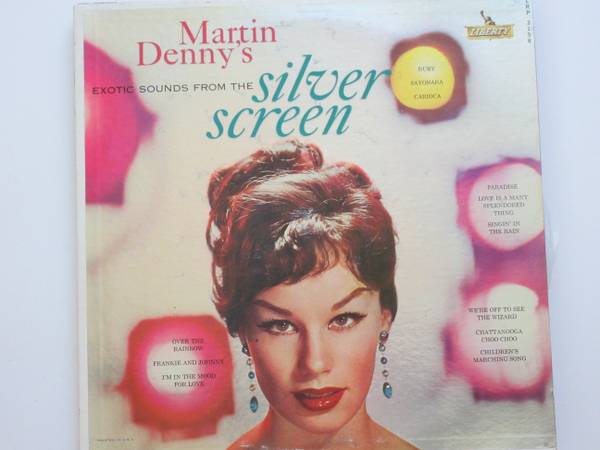 Martin
Denny's
EXOTIC SOUNDS FROM THE
silver
screen
LIBERTY
RUBY
SAYONARA
CARIOCA
PARADISE
LOVE IS A MANY
SPLENDORED
THING
SINGIN' IN
THE RAIN
WE'RE OFF TO SEE
THE WIZARD
CHATTANOOGA
CHOO CHOO
CHILDREN'S
MARCHING SONG
OVER THE
RAINBOW
FRANKIE AND JOHNNY
I'M IN THE MOOD
FOR LOVE